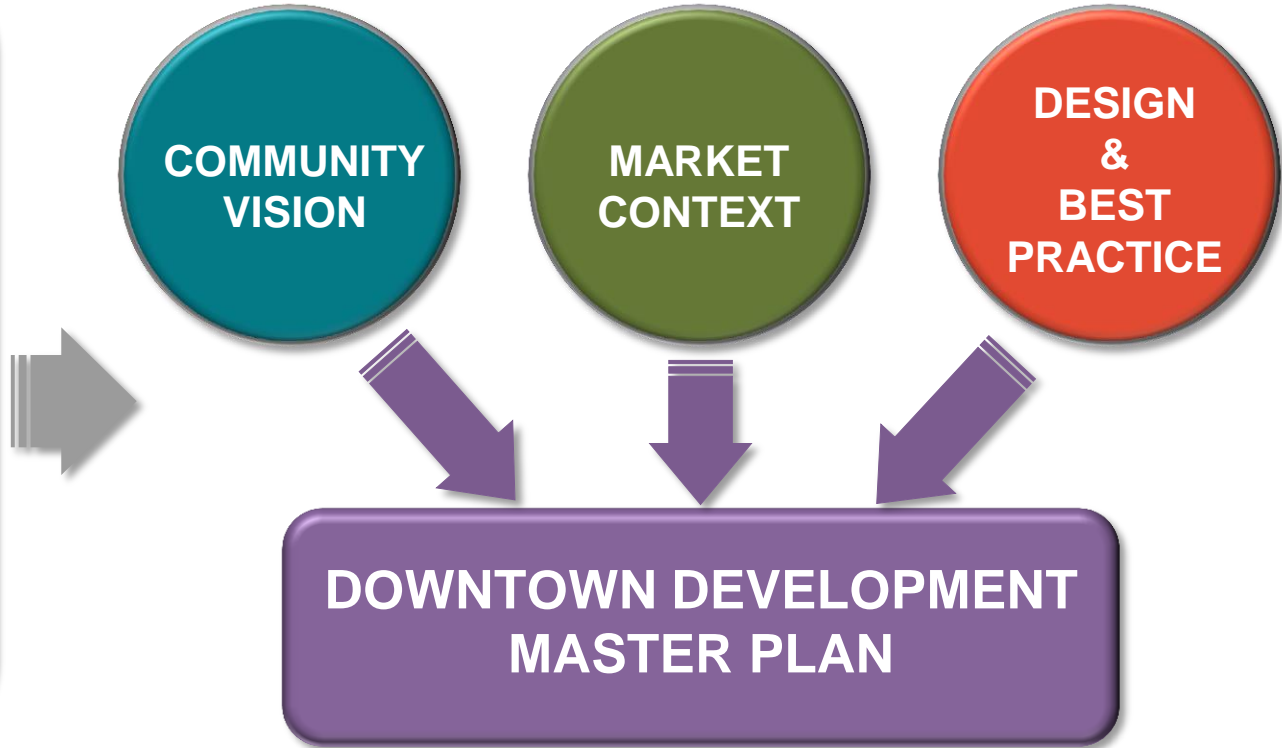 COMMUNITY
VISION
MARKET
CONTEXT
DESIGN
&
BEST
PRACTICE
DOWNTOWN DEVELOPMENT
MASTER PLAN